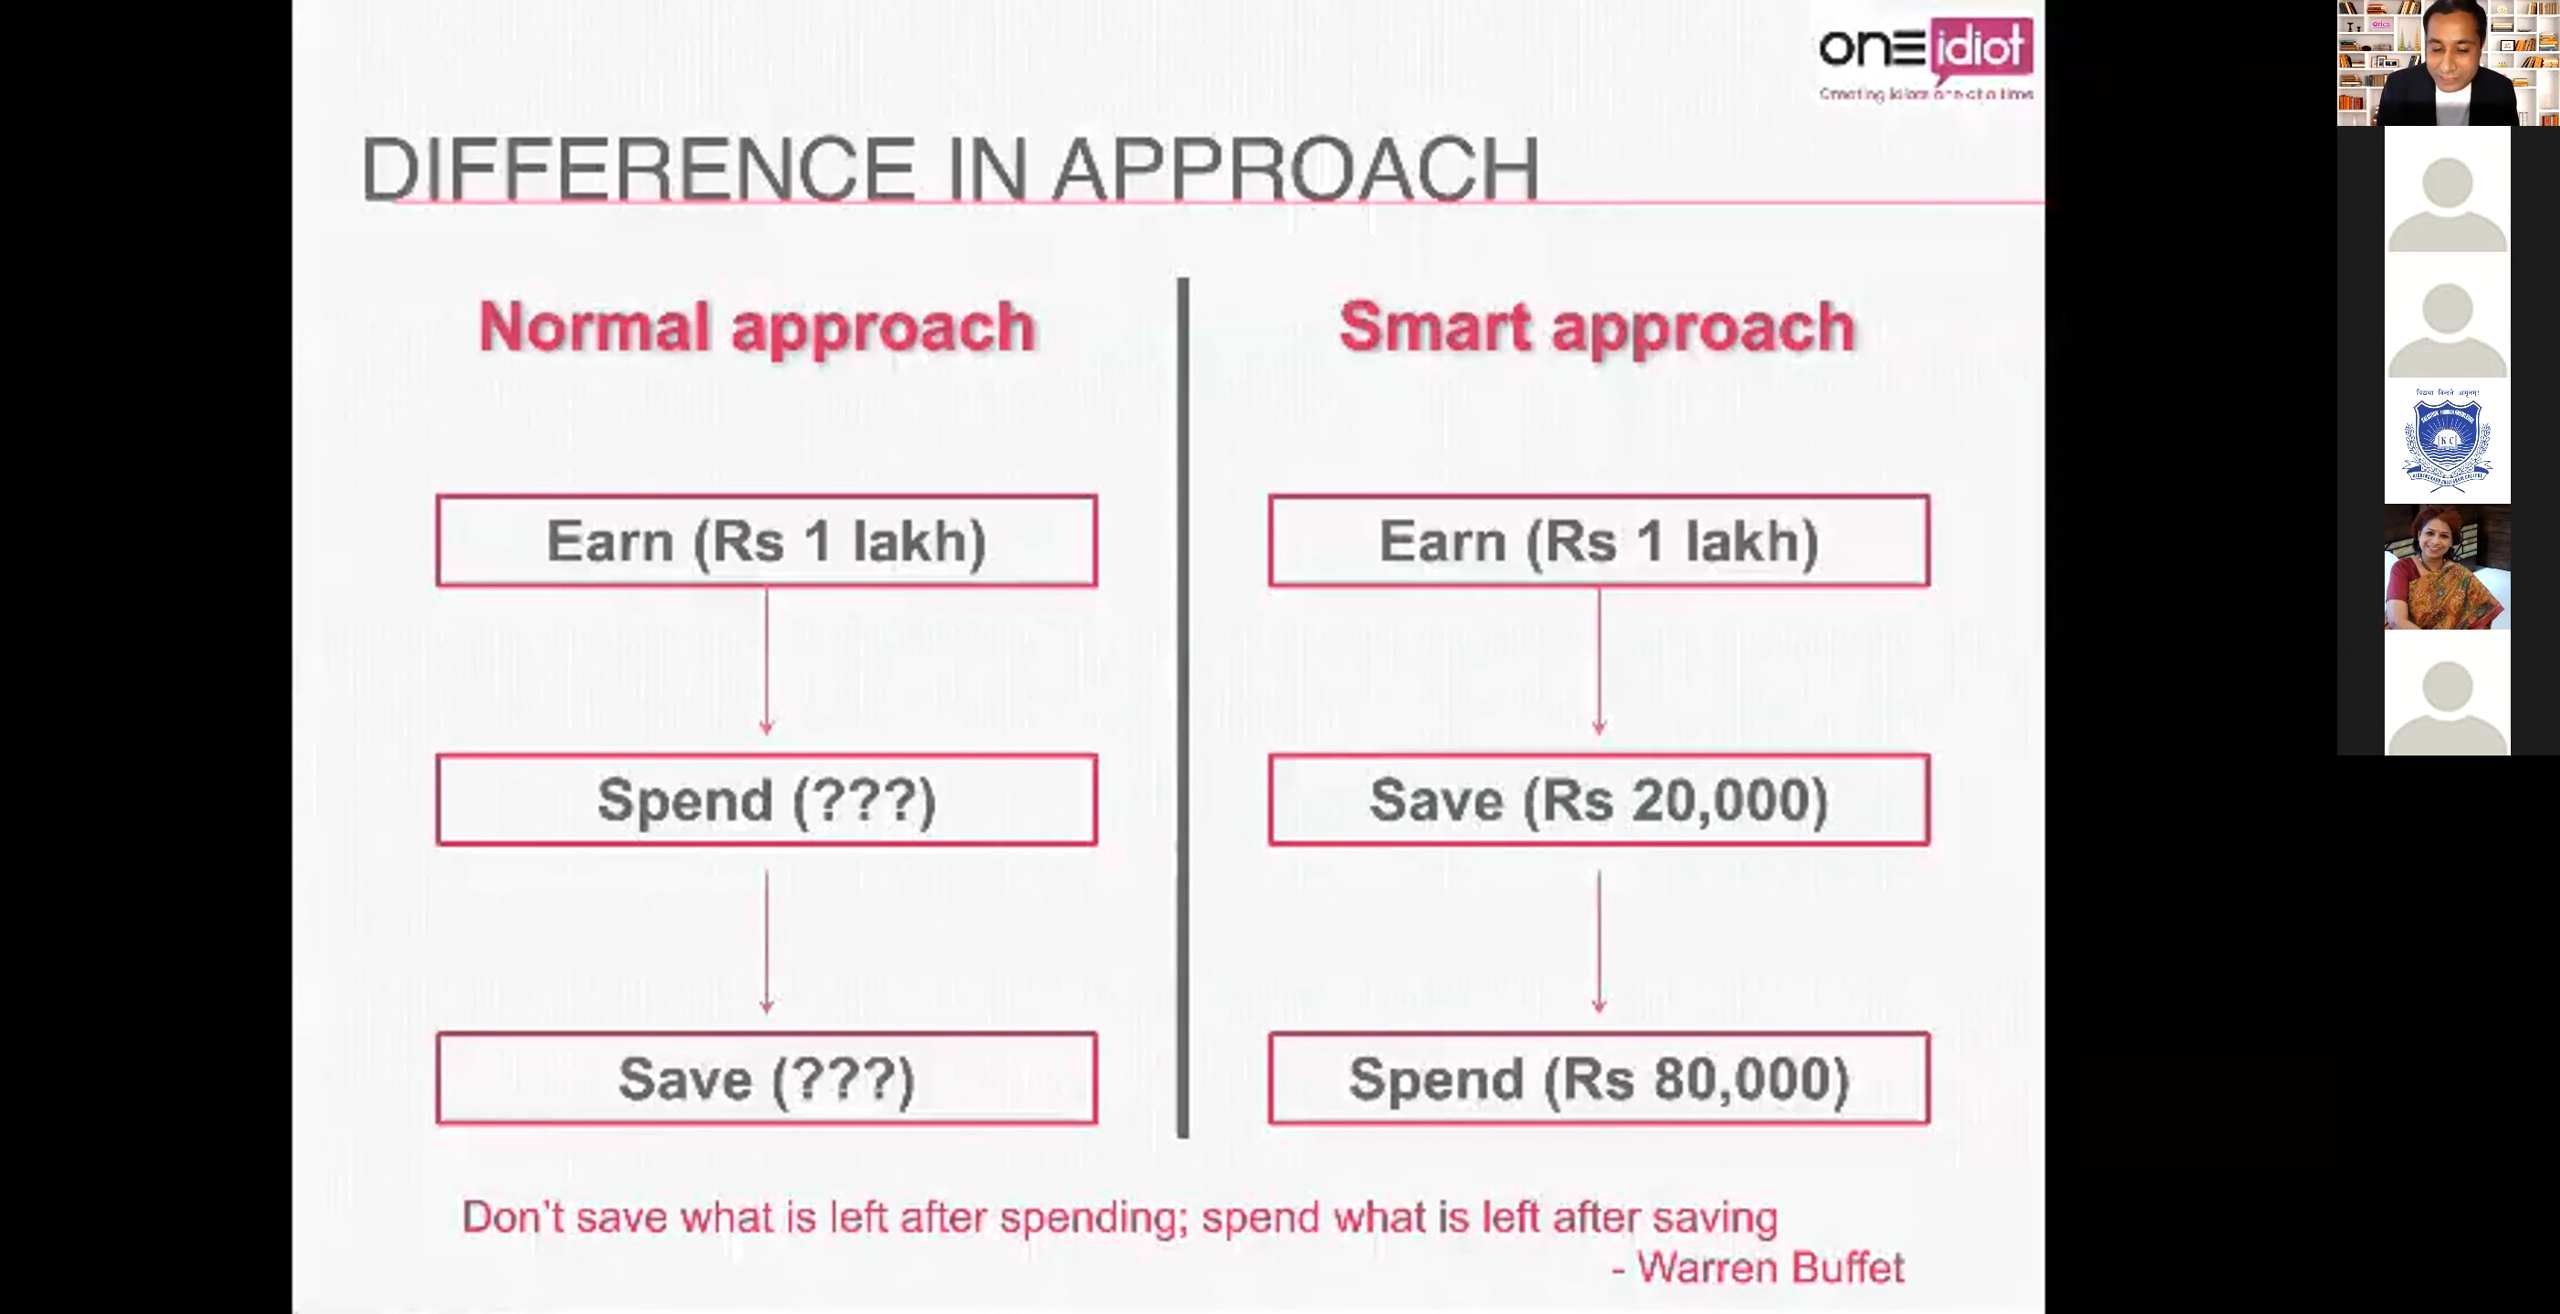 one idiot
DIFFERENCE IN APPROACH
Normal approach
Earn (Rs 1 lakh)
Spend (???)
Save (???)
Smart approach
Earn (Rs 1 lakh)
Save (Rs 20,000)
Spend (Rs 80,000)
Don't save what is left after spending; spend what is left after saving
- Warren Buffet
K C